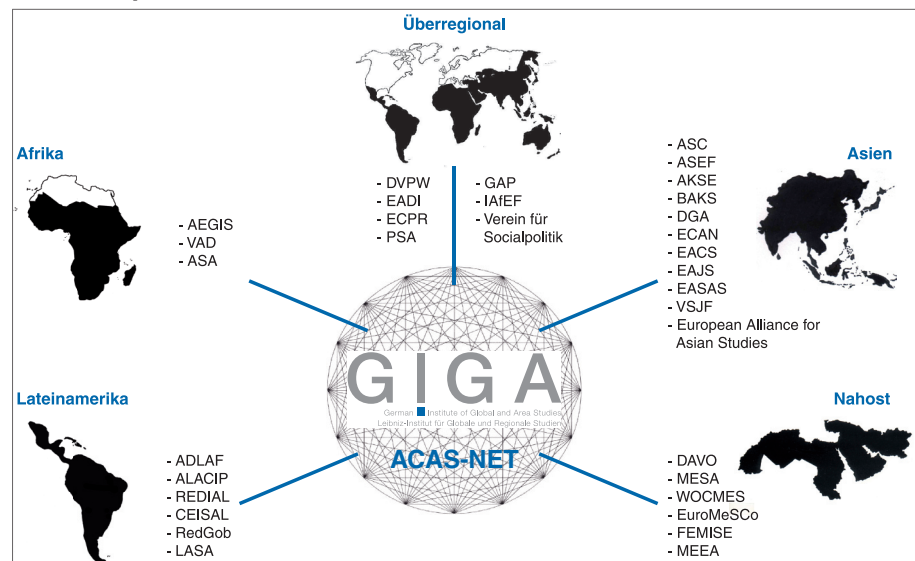 Überregional
- DVPW
- EADI
- ECPR
- PSA
- GAP
- IAfEF
- Verein für
Socialpolitik
Afrika
- AEGIS
- VAD
- ASA
Asien
- ASC
- ASEF
- AKSE
- BAKS
- DGA
- ECAN
- EACS
- EAJS
- EASAS
- VSJF
- European Alliance for
Asian Studies
GIGA
German Institute of Global and Area Studies
Leibniz-Institut für Globale und Regionale Studien
ACAS-NET
Lateinamerika
- ADLAF
- ALACIP
- REDIAL
- CEISAL
- RedGob
- LASA
Nahost
- DAVO
- MESA
- WOCMES
- EuroMeSCo
- FEMISE
- MEEA